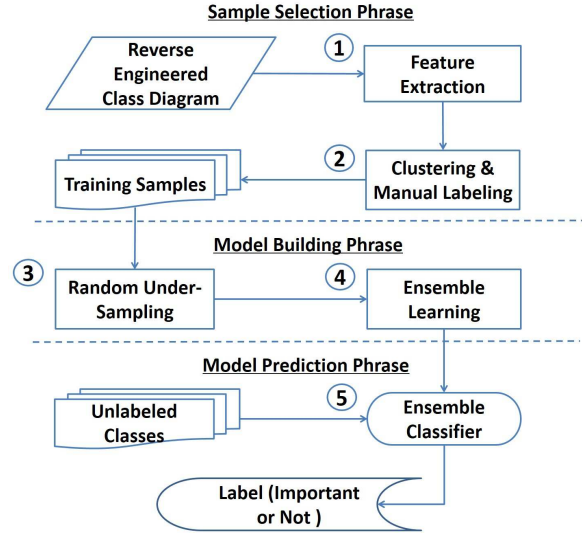 Sample Selection Phrase
Reverse
Engineered
Class Diagram
1
Feature
Extraction
2
Clustering &
Manual Labeling
Training Samples
Model Building Phrase
3
Random Under-
Sampling
4
Ensemble
Learning
Model Prediction Phrase
Unlabeled
Classes
5
Ensemble
Classifier
Label (Important
or Not )